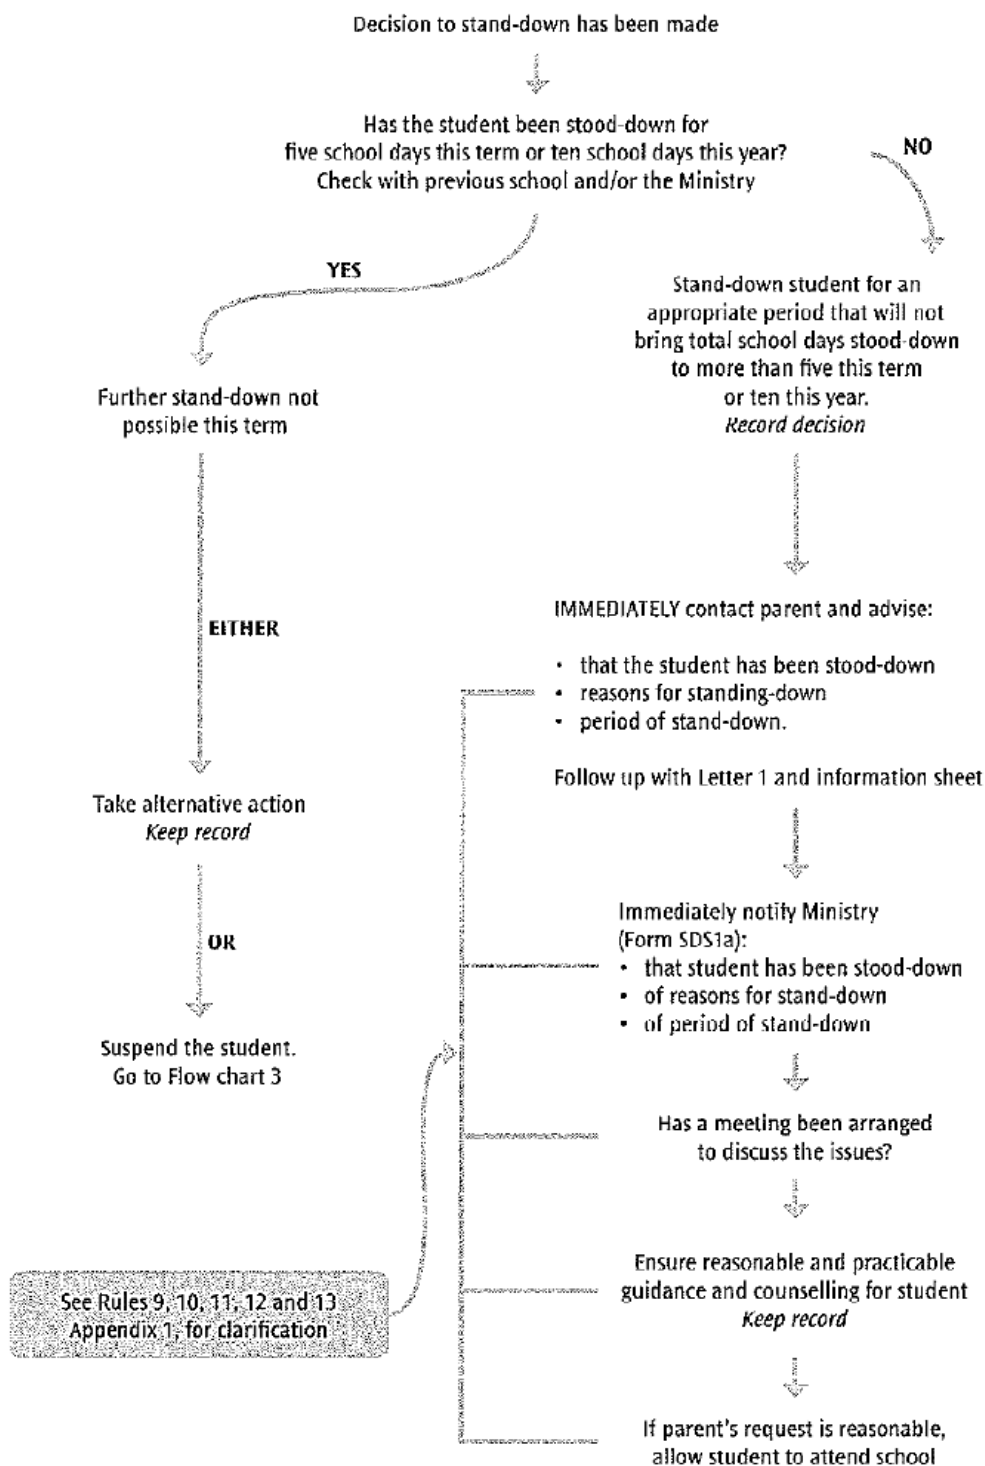 Decision to stand-down has been made
Has the student been stood-down for
five school days this term or ten school days this year?
Check with previous school and/or the Ministry
NO
YES
Stand-down student for an
appropriate period that will not
bring total school days stood-down
to more than five this term
or ten this year.
Record decision
Further stand-down not
possible this term
EITHER
IMMEDIATELY contact parent and advise:
• that the student has been stood-down
• reasons for standing-down
• period of stand-down.
Follow up with Letter 1 and information sheet
Take alternative action
Keep record
OR
Immediately notify Ministry
(Form SDS1a):
• that student has been stood-down
• of reasons for stand-down
• of period of stand-down
Suspend the student.
Go to Flow chart 3
Has a meeting been arranged
to discuss the issues?
Ensure reasonable and practicable
guidance and counselling for student
Keep record
See Rules 9, 10, 11, 12 and 13
Appendix 1, for clarification
If parent's request is reasonable,
allow student to attend school